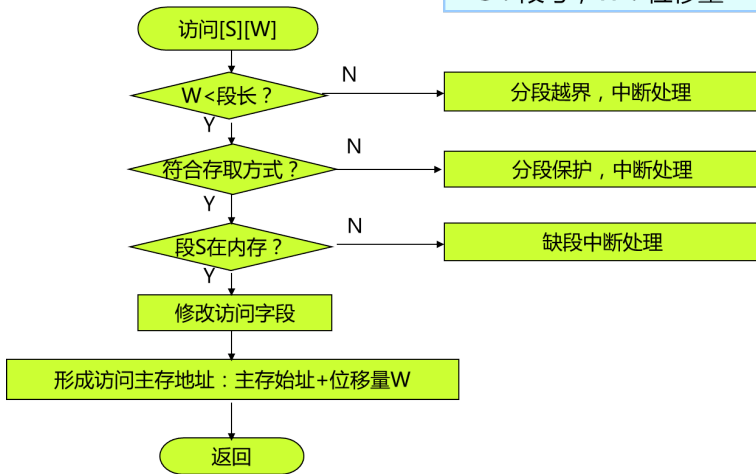 访问[S][W]
W<段长？
N
分段越界，中断处理
Y
符合存取方式？
N
分段保护，中断处理
Y
段S在内存？
N
缺段中断处理
Y
修改访问字段
形成访问主存地址：主存始址+位移量W
返回